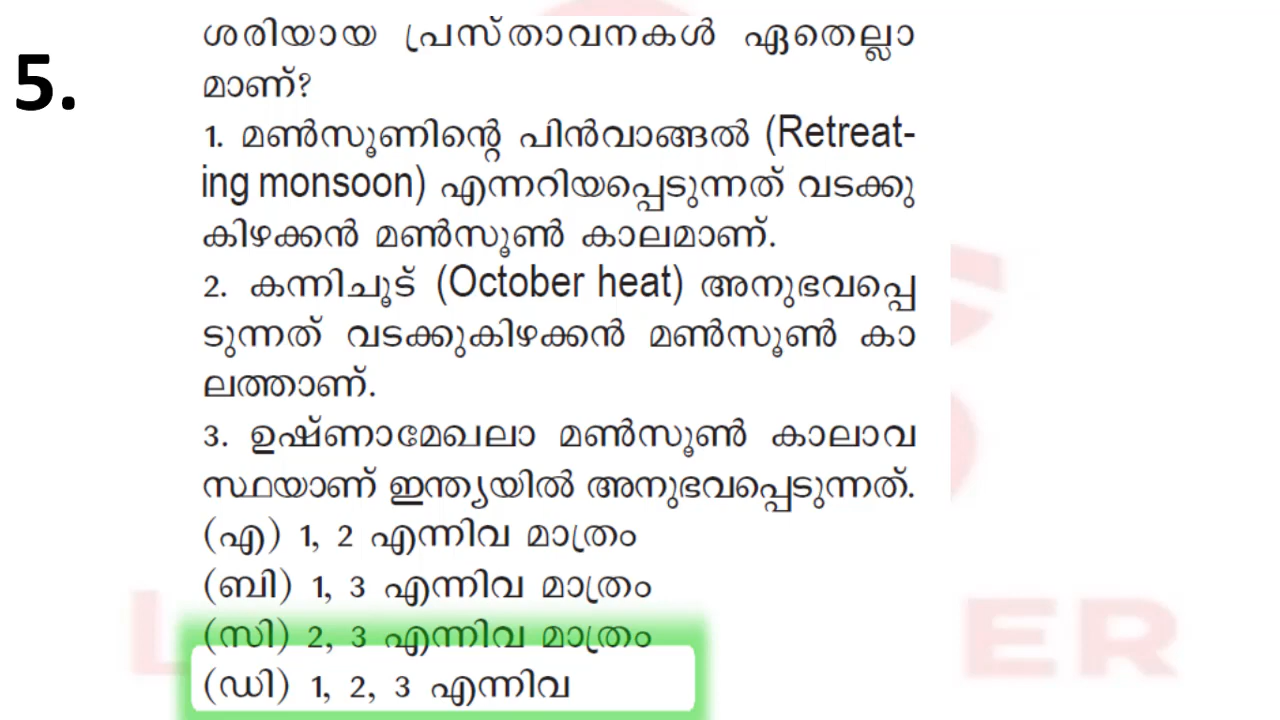 5.
ശരിയായ പ്രസ്താവനകൾ ഏതെല്ലാ
മാണ്?
1. മൺസൂണിന്റെ പിൻവാങ്ങൽ (Retreat-
ing monsoon) എന്നറിയപ്പെടുന്നത് വടക്കു
കിഴക്കൻ മൺസൂൺ കാലമാണ്.
2. കന്നിചൂട് (October heat) അനുഭവപ്പെ
ടുന്നത് വടക്കുകിഴക്കൻ മൺസൂൺ കാ
ലത്താണ്.
3. ഉഷ്ണാമേഖലാ മൺസൂൺ കാലാവ
സ്ഥയാണ് ഇന്ത്യയിൽ അനുഭവപ്പെടുന്നത്.
(എ) 1, 2 എന്നിവ മാത്രം
(ബി) 1, 3 എന്നിവ മാത്രം
(സി) 2, 3 എന്നിവ മാത്രം
(ഡി) 1, 2, 3 എന്നിവ